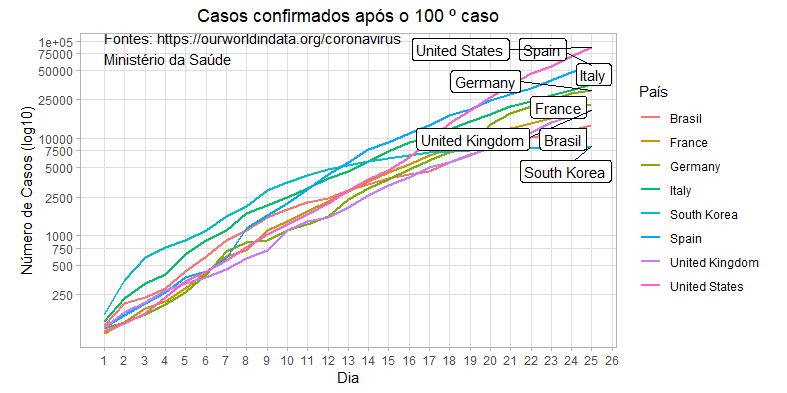 Casos confirmados após o 100 º caso
Fontes: https://ourworldindata.org/coronavirus
Ministério da Saúde
Número de Casos (log10)
1e+05
75000
50000
25000
10000
7500
5000
2500
1000
750
500
250
United States
Spain
Italy
Germany
France
United Kingdom
Brasil
South Korea
1 2 3 4 5 6 7 8 9 10 11 12 13 14 15 16 17 18 19 20 21 22 23 24 25 26
Dia
País
Brasil
France
Germany
Italy
South Korea
Spain
United Kingdom
United States